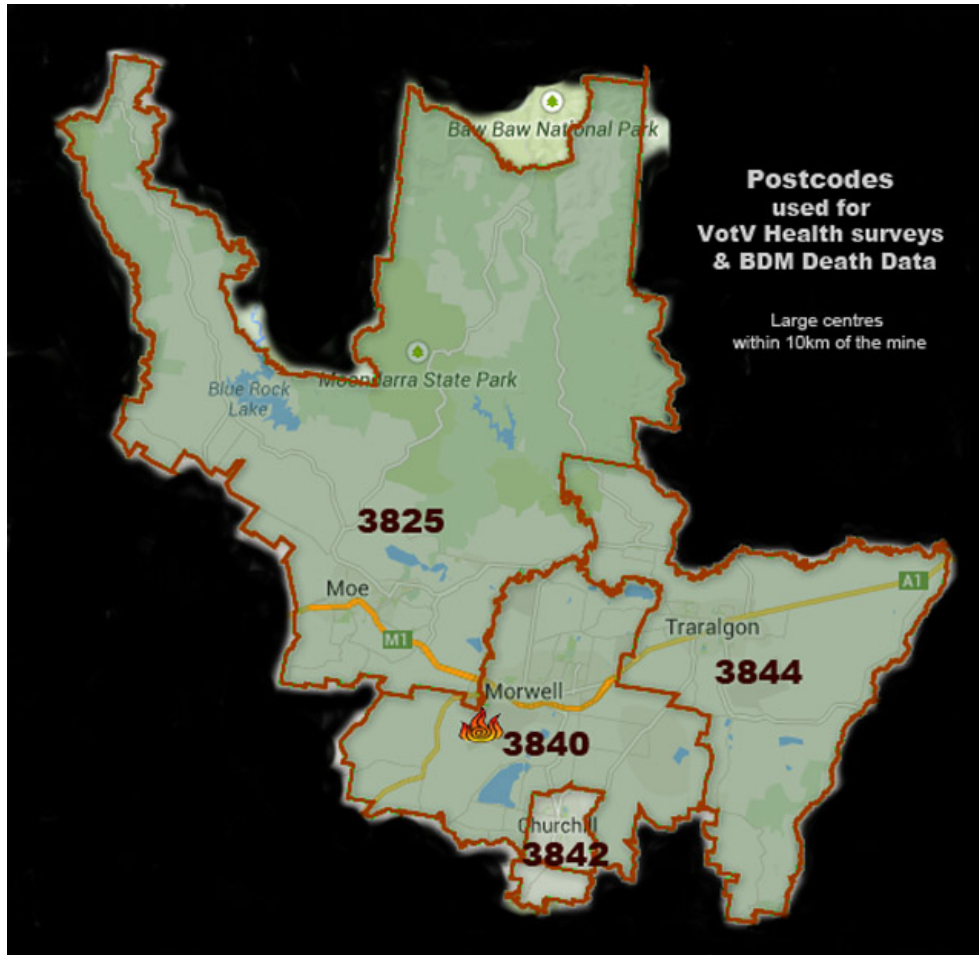 Baw Baw National Park
Postcodes
used for
VotV Health surveys
& BDM Death Data
Large centres
within 10km of the mine
Moondarra State Park
Blue Rock
Lake
3825
Moe
A1
M1
Traralgon
3844
Morwell
3840
Churchill
3842